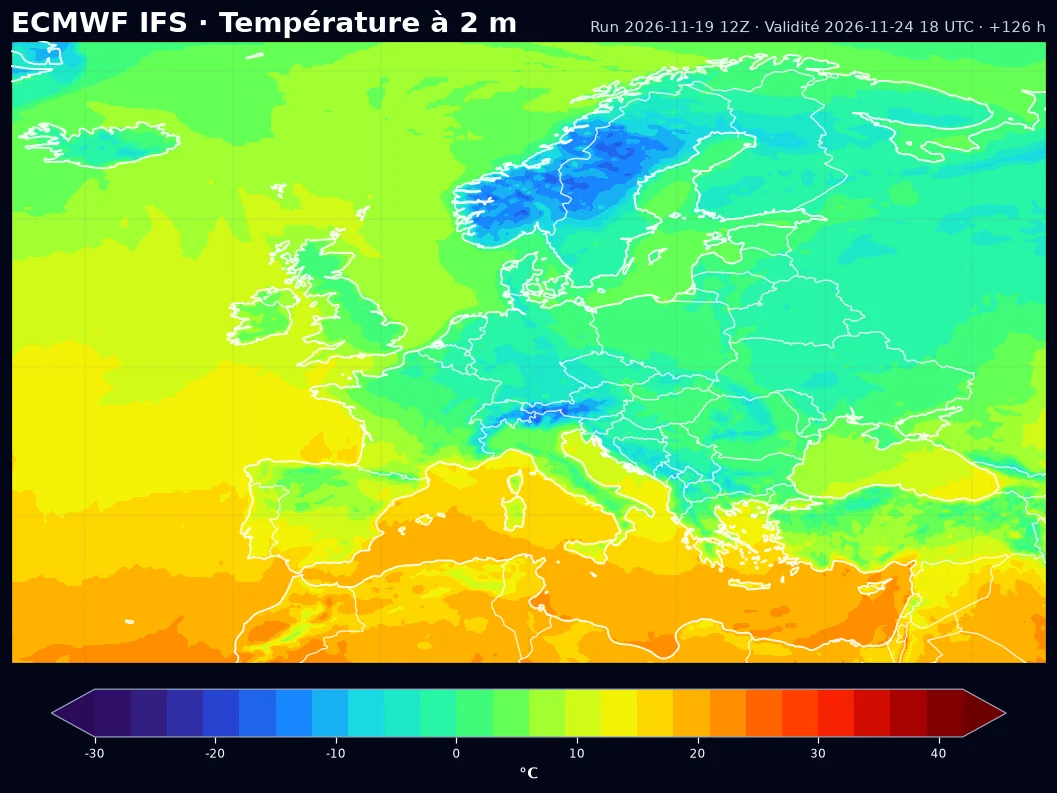 ECMWF IFS · Température à 2 m
Run 2026-11-19 12Z · Validité 2026-11-24 18 UTC · +126 h
-30 -20 -10 0 10 20 30 40
°C